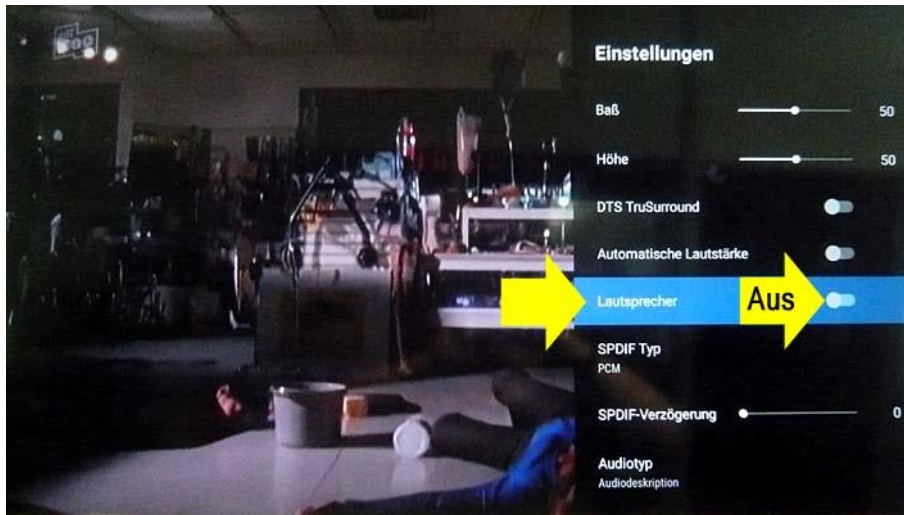 Einstellungen
Baß 50
Höhe 50
DTS TruSurround
Automatische Lautstärke
Lautsprecher Aus
SPDIF Typ
PCM
SPDIF-Verzögerung 0
Audiotyp
Audiodeskription